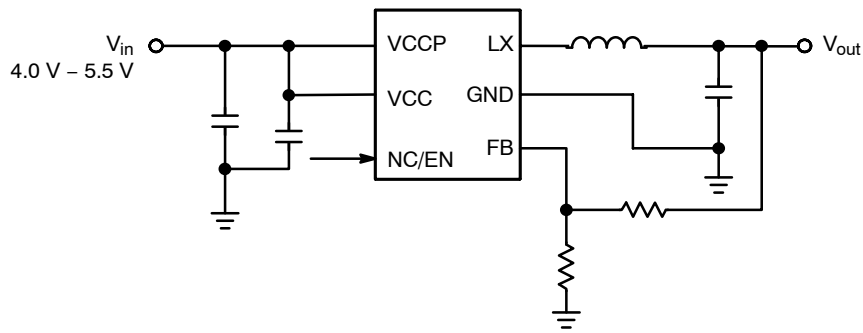 V_in
4.0 V – 5.5 V
VCCP
LX
V_out
VCC
GND
NC/EN
FB